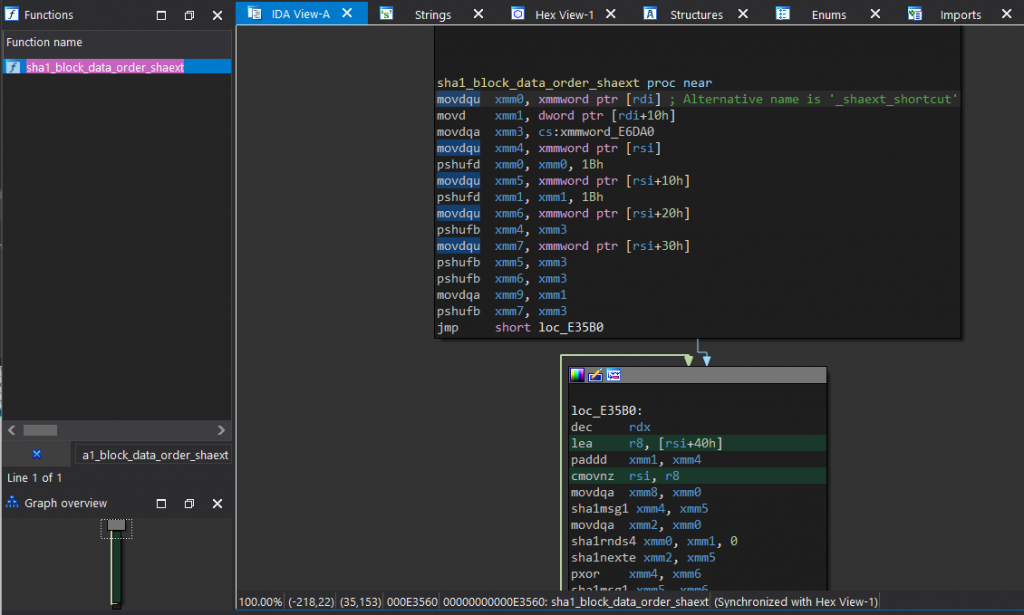 Functions
IDA View-A
Strings
Hex View-1
Structures
Enums
Imports
Function name
f sha1_block_data_order_shaext
sha1_block_data_order_shaext proc near
movdqu xmm0, xmmword ptr [rdi] ; Alternative name is '_shaext_shortcut'
movd xmm1, dword ptr [rdi+10h]
movdqa xmm3, cs:xmmword_E6DA0
movdqu xmm4, xmmword ptr [rsi]
pshufd xmm0, xmm0, 1Bh
movdqu xmm5, xmmword ptr [rsi+10h]
pshufd xmm1, xmm1, 1Bh
movdqu xmm6, xmmword ptr [rsi+20h]
pshufb xmm4, xmm3
movdqu xmm7, xmmword ptr [rsi+30h]
pshufb xmm5, xmm3
pshufb xmm6, xmm3
movdqa xmm9, xmm1
pshufb xmm7, xmm3
jmp short loc_E35B0
loc_E35B0:
dec rdx
lea r8, [rsi+40h]
paddd xmm1, xmm4
cmovnz rsi, r8
movdqa xmm8, xmm0
sha1msg1 xmm4, xmm5
movdqa xmm2, xmm0
sha1rnds4 xmm0, xmm1, 0
sha1nexte xmm2, xmm5
pxor xmm4, xmm6
sha1msg1 xmm5, xmm6
a1_block_data_order_shaext
Line 1 of 1
Graph overview
100.00% (-218,22) (35,153) 000E3560 00000000000E3560: sha1_block_data_order_shaext (Synchronized with Hex View-1)